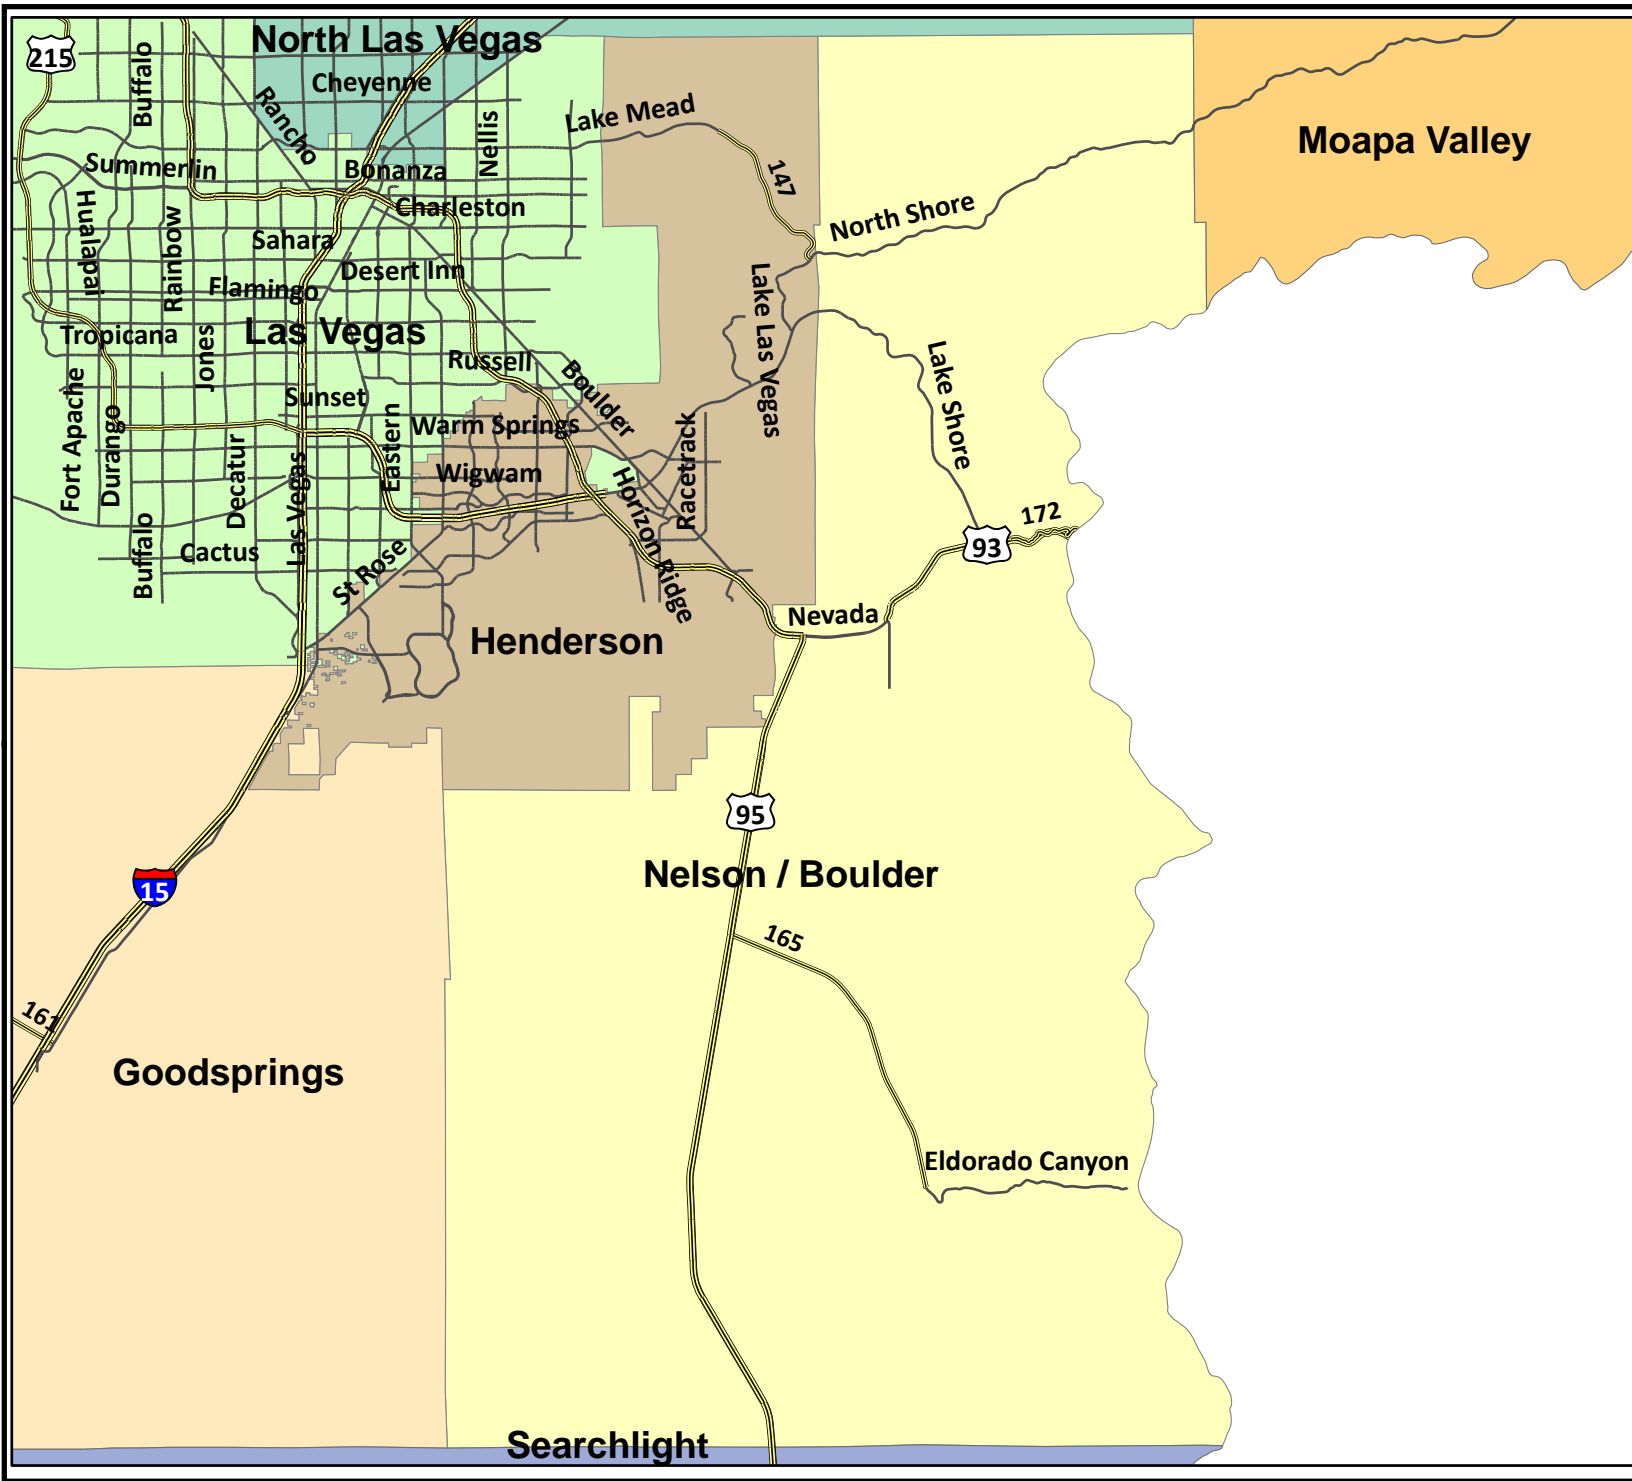 North Las Vegas
215
Buffalo
Cheyenne
Rancho
Lake Mead
Nellis
Moapa Valley
Summerlin
Bonanza
147
Hualapai
Charleston
North Shore
Rainbow
Sahara
Desert Inn
Flamingo
Lake Las Vegas
Tropicana
Las Vegas
Jones
Russell
Boulder
Lake Shore
Fort Apache
Sunset
Durango
Eastern
Warm Springs
Decatur
Las Vegas
Wigwam
Racetrack
Horizon Ridge
172
93
Buffalo
Cactus
St Rose
Nevada
Henderson
95
Nelson / Boulder
15
165
161
Goodsprings
Eldorado Canyon
Searchlight